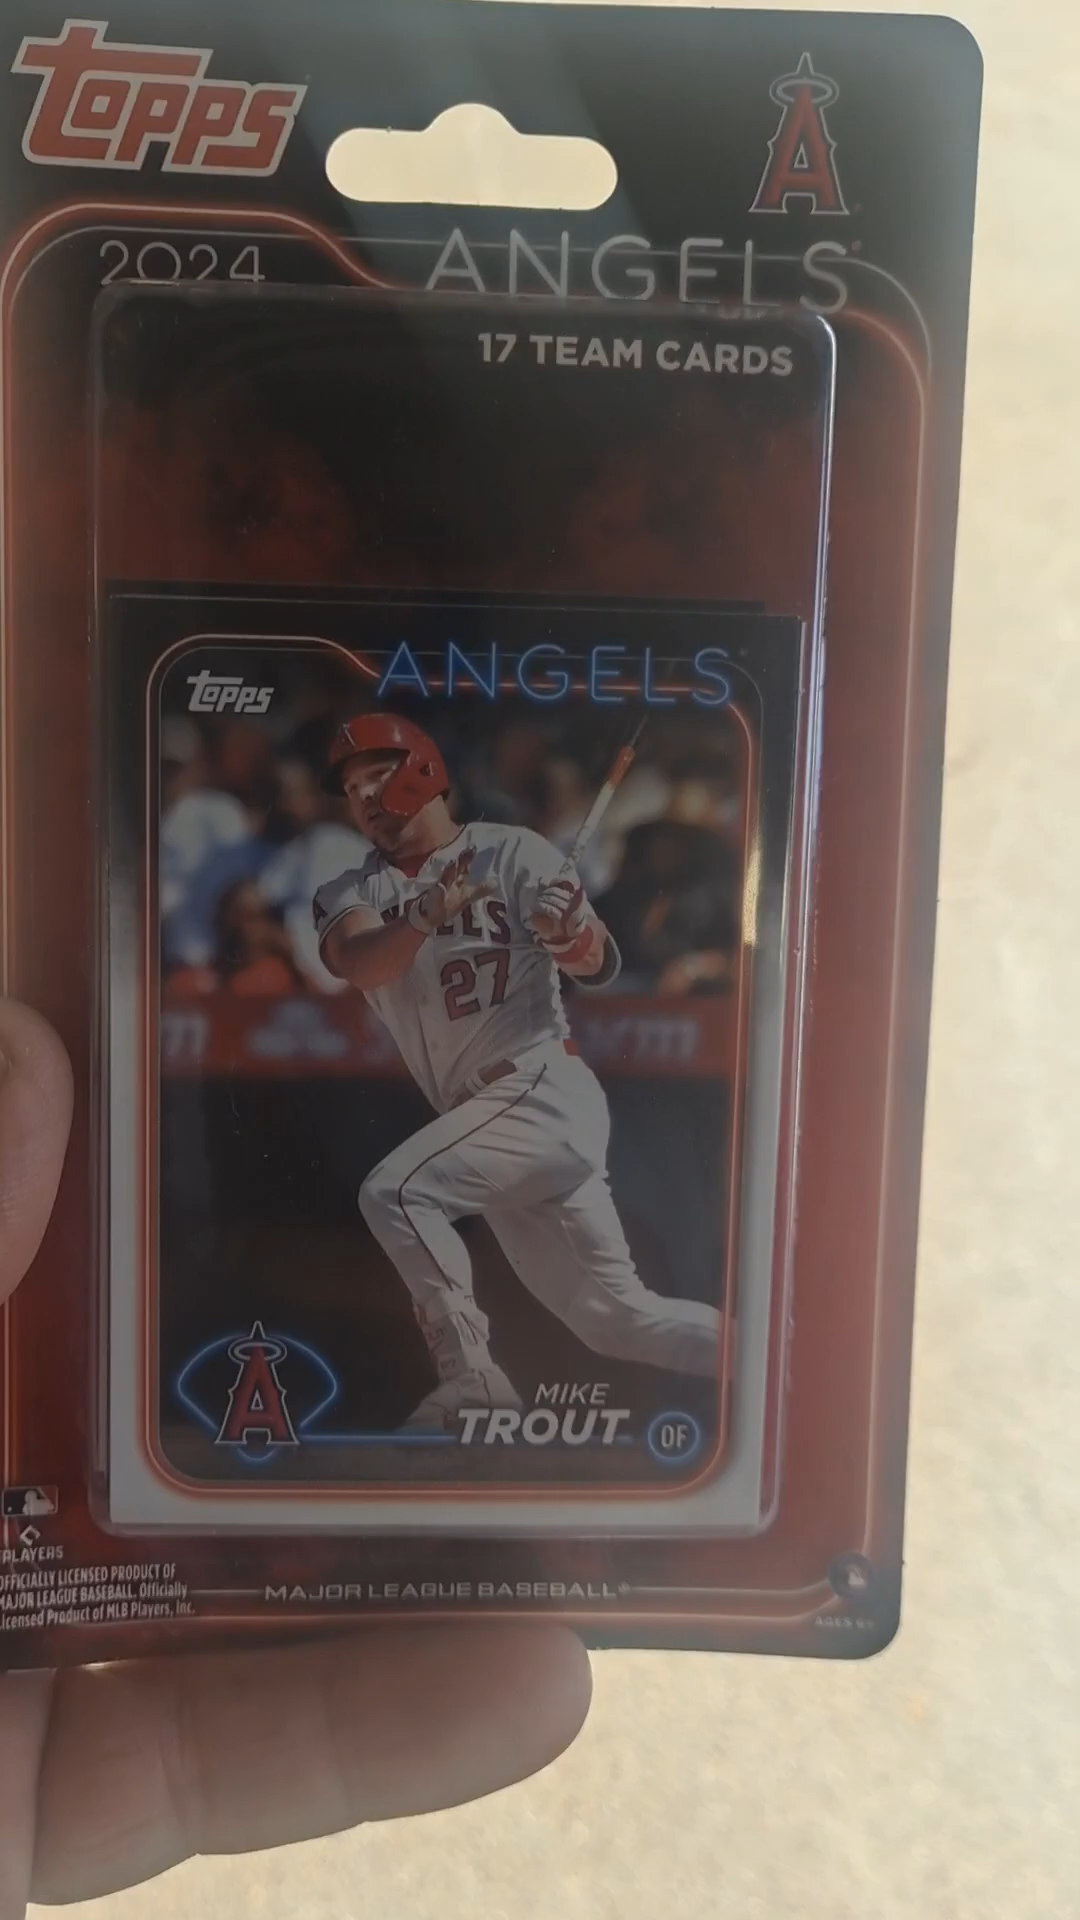 Topps
A
2024 ANGELS
17 TEAM CARDS
Topps
ANGELS
ANGELS
27
A
MIKE
TROUT
OF
PLAYERS
OFFICIALLY LICENSED PRODUCT OF
MAJOR LEAGUE BASEBALL. Officially
Licensed Product of MLB Players, Inc.
MAJOR LEAGUE BASEBALL®